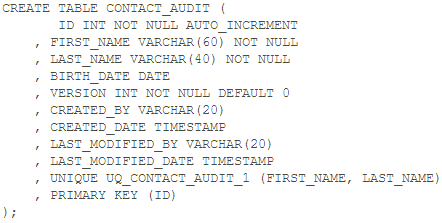 CREATE TABLE CONTACT_AUDIT (
ID INT NOT NULL AUTO_INCREMENT
, FIRST_NAME VARCHAR(60) NOT NULL
, LAST_NAME VARCHAR(40) NOT NULL
, BIRTH_DATE DATE
, VERSION INT NOT NULL DEFAULT 0
, CREATED_BY VARCHAR(20)
, CREATED_DATE TIMESTAMP
, LAST_MODIFIED_BY VARCHAR(20)
, LAST_MODIFIED_DATE TIMESTAMP
, UNIQUE UQ_CONTACT_AUDIT_1 (FIRST_NAME, LAST_NAME)
, PRIMARY KEY (ID)
);